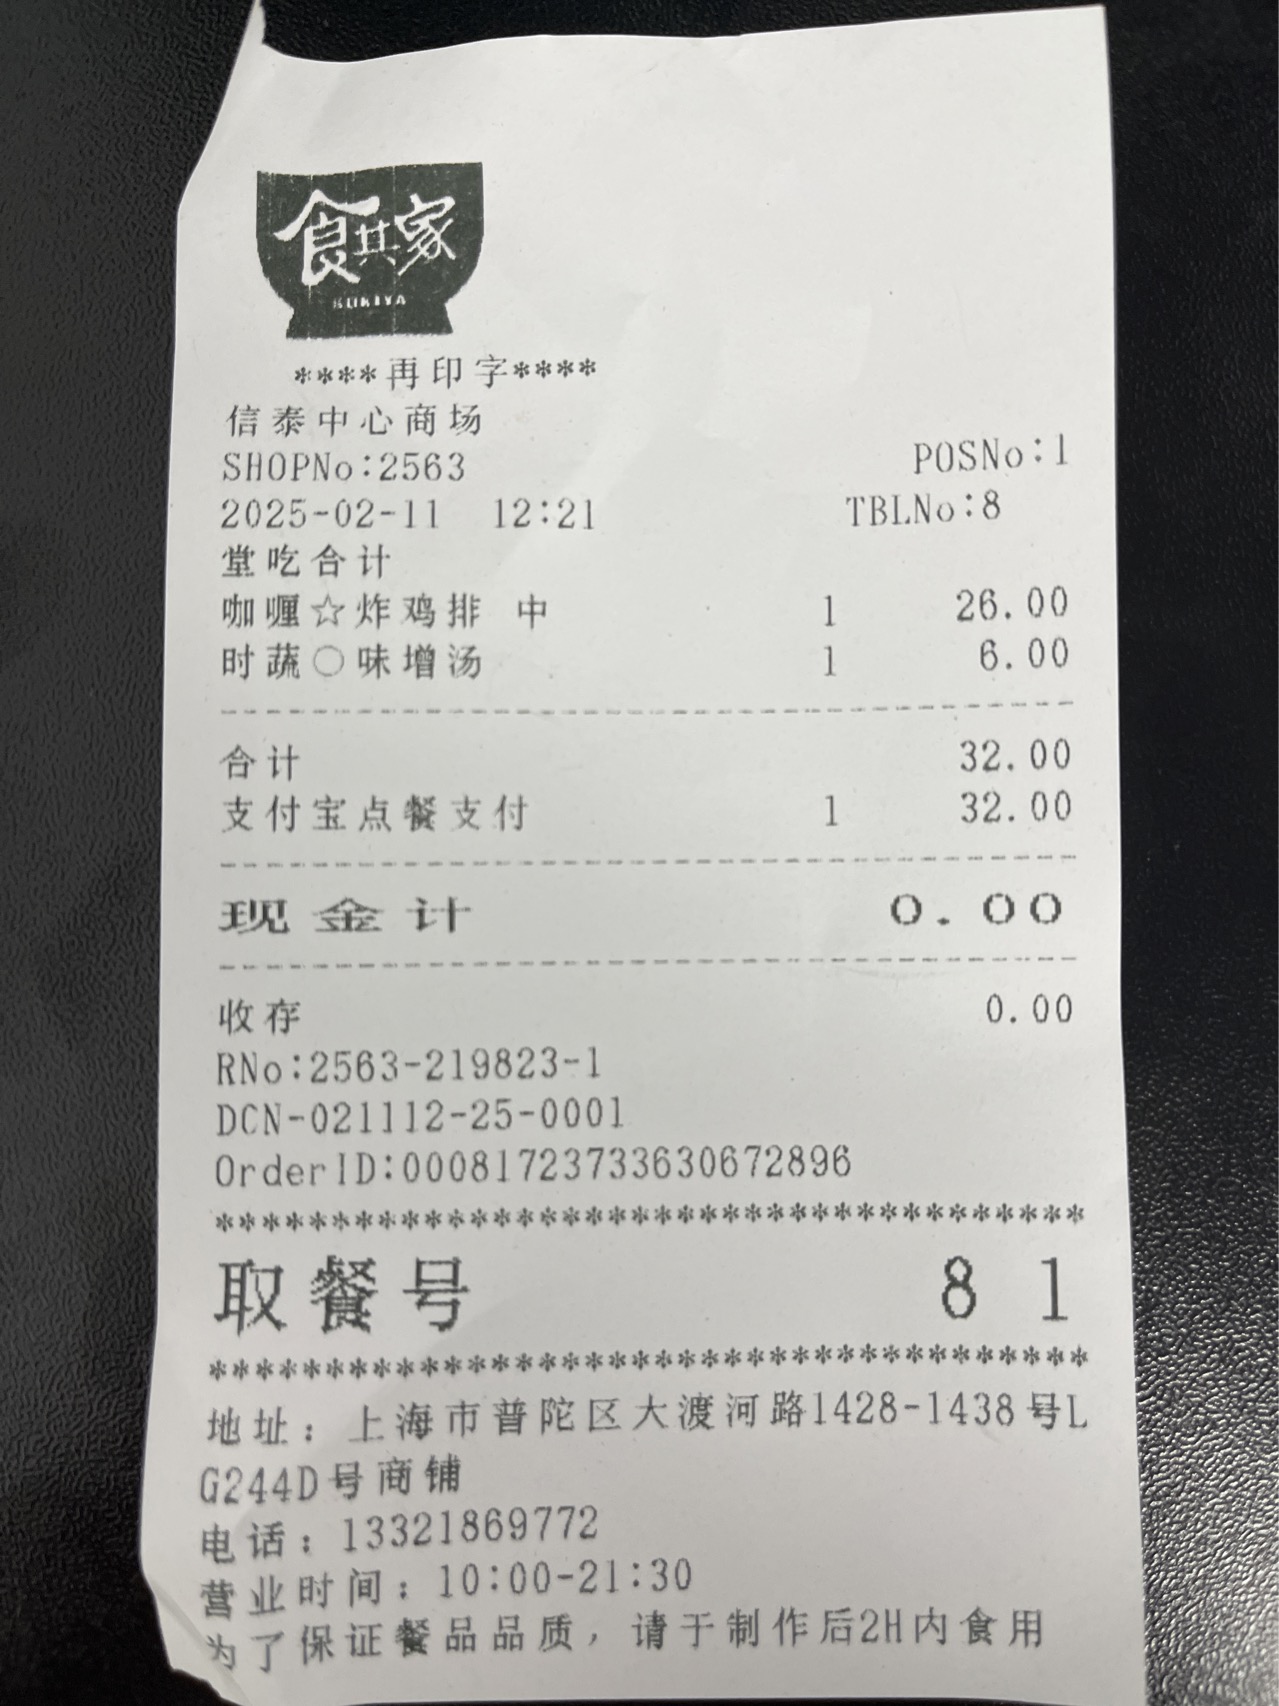 食其家
SUKIYA
****再印字****
信泰中心商场
SHOPNo:2563 POSNo:1
2025-02-11 12:21 TBLNo:8
堂吃合计
咖喱☆炸鸡排 中 1 26.00
时蔬○味增汤 1 6.00
合计 32.00
支付宝点餐支付 1 32.00
现金计 0.00
收存 0.00
RNo:2563-219823-1
DCN-021112-25-0001
OrderID:00081723733630672896
**************************************
取餐号 81
**************************************
地址：上海市普陀区大渡河路1428-1438号L
G244D号商铺
电话：13321869772
营业时间：10:00-21:30
为了保证餐品品质，请于制作后2H内食用